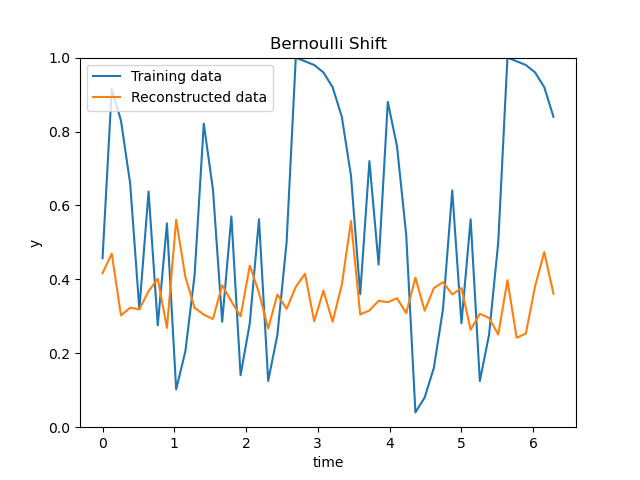 Bernoulli Shift
Training data
Reconstructed data
1.0
0.8
0.6
0.4
0.2
0.0
y
0 1 2 3 4 5 6
time